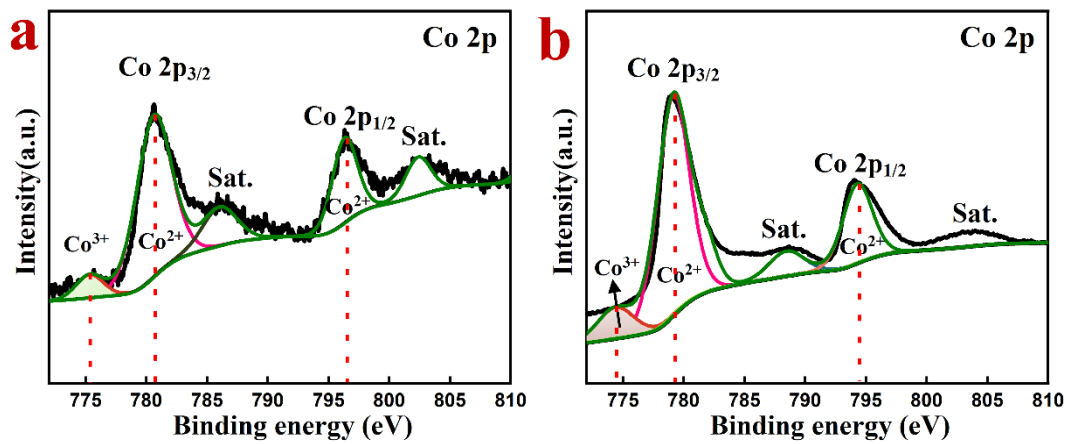 a
Co 2p
Co 2p3/2
Co 2p1/2
Sat.
Sat.
Co3+
Co2+
Co2+
Intensity(a.u.)
775 780 785 790 795 800 805 810
Binding energy (eV)
b
Co 2p
Co 2p3/2
Co 2p1/2
Sat.
Sat.
Co3+
Co2+
Co2+
Intensity(a.u.)
775 780 785 790 795 800 805 810
Binding energy (eV)